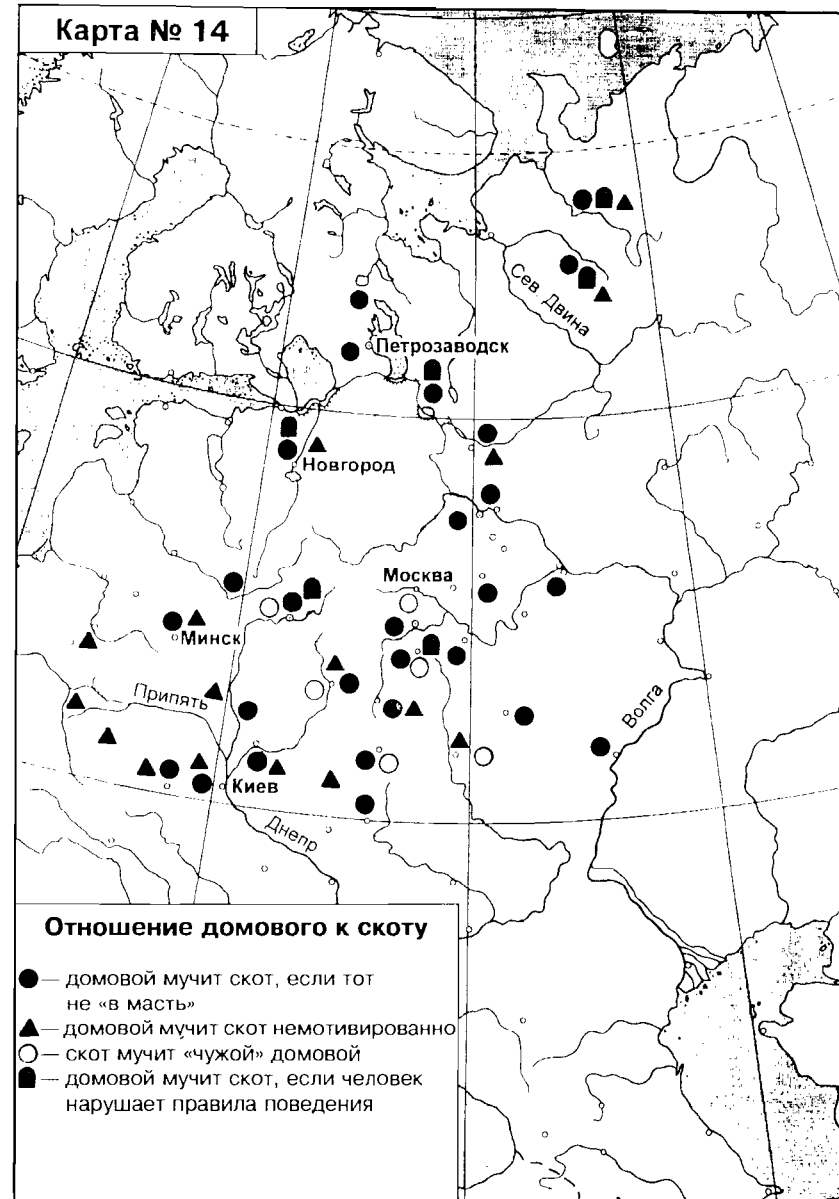 Карта № 14
Сев. Двина
Петрозаводск
Новгород
Москва
Минск
Припять
Волга
Киев
Днепр
Отношение домового к скоту
— домовой мучит скот, если тот
не «в масть»
— домовой мучит скот немотивированно
— скот мучит «чужой» домовой
— домовой мучит скот, если человек
нарушает правила поведения